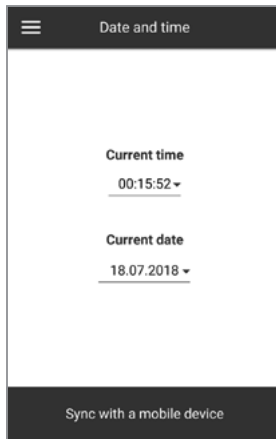 Date and time
Current time
00:15:52
Current date
18.07.2018
Sync with a mobile device